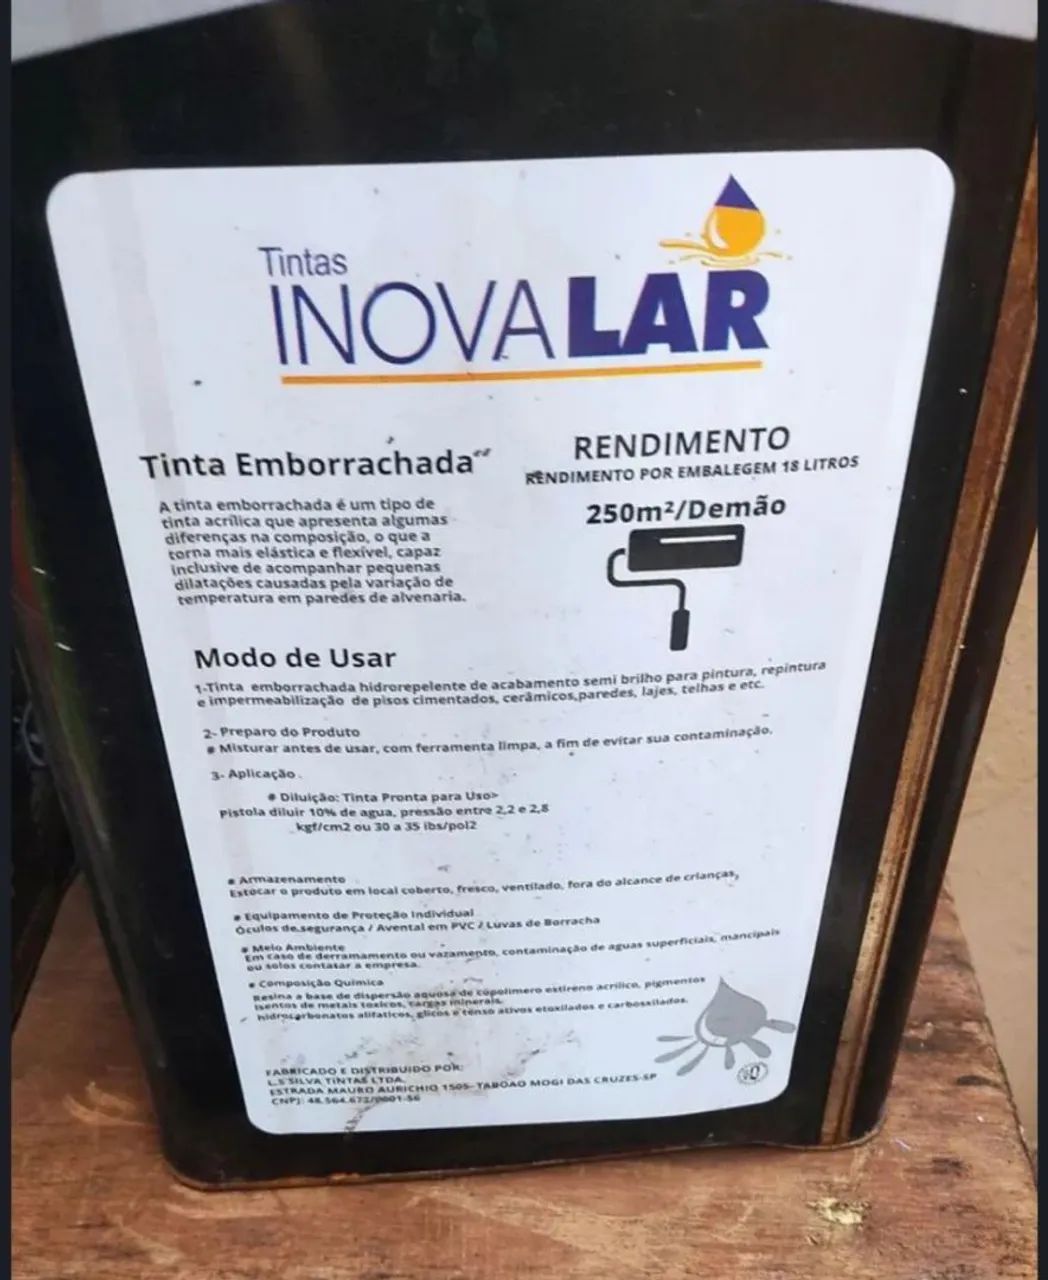 Tintas
INOVALAR
Tinta Emborrachada
A tinta emborrachada é um tipo de
tinta acrílica que apresenta algumas
diferenças na composição, o que a
torna mais elástica e flexível, capaz
inclusive de acompanhar pequenas
dilatações causadas pela variação de
temperatura em paredes de alvenaria.
RENDIMENTO
RENDIMENTO POR EMBALEGEM 18 LITROS
250m²/Demão
Modo de Usar
1-Tinta emborrachada hidrorepelente de acabamento semi brilho para pintura, repintura
e impermeabilização de pisos cimentados, cerâmicos,paredes, lajes, telhas e etc.
2- Preparo do Produto
# Misturar antes de usar, com ferramenta limpa, a fim de evitar sua contaminação.
3- Aplicação
# Diluição: Tinta Pronta para Uso>
Pistola diluir 10% de agua, pressão entre 2,2 e 2,8
kgf/cm2 ou 30 a 35 ibs/pol2
# Armazenamento
Estocar o produto em local coberto, fresco, ventilado, fora do alcance de crianças,
# Equipamento de Proteção Individual
Óculos de segurança / Avental em PVC / Luvas de Borracha
# Meio Ambiente
Em caso de derramamento ou vazamento, contaminação de aguas superficiais, mancipais
ou solos contasar a empresa.
# Composição Química
Resina a base de dispersão aquosa de copolimero estireno acrílico, pigmentos
isentos de metais toxicos, cargas minerais.
hidrocarbonatos alifaticos, glicos e tenso ativos etoxilados e carboxilados.
FABRICADO E DISTRIBUIDO POR:
L.S SILVA TINTAS LTDA.
ESTRADA MAURO AURICHIO 1505- TABOAO MOGI DAS CRUZES-SP
CNPJ: 48.564.672/0001-56